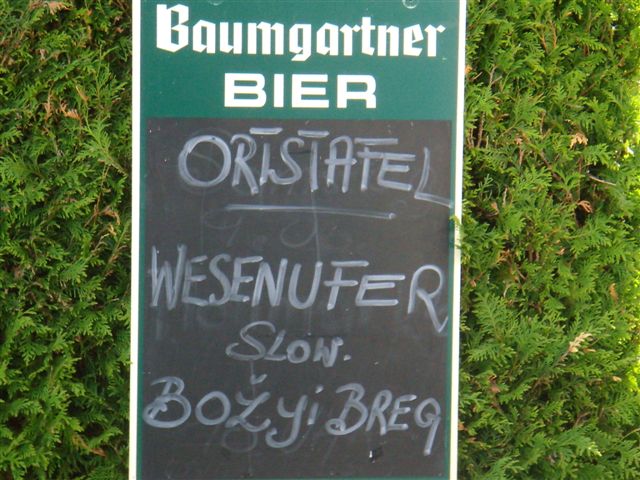 Baumgartner
BIER
ORTSTAFEL
WESENUFER
SLOW.
BOŽYi BREG